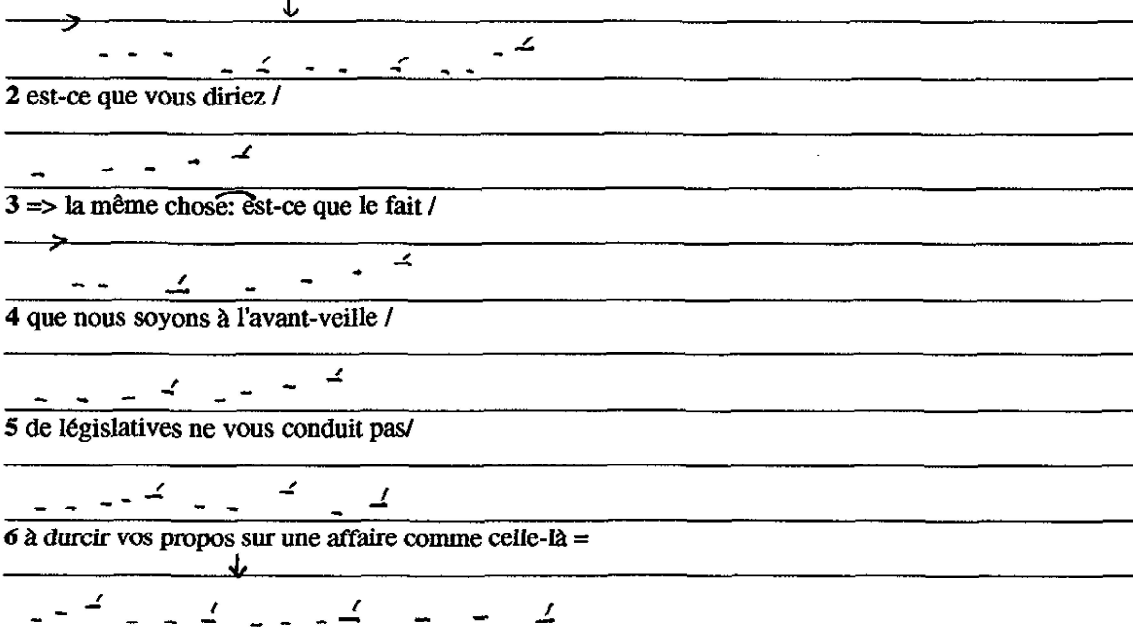 2 est-ce que vous diriez /
3 => la même chose: est-ce que le fait /
4 que nous soyons à l'avant-veille /
5 de législatives ne vous conduit pas/
6 à durcir vos propos sur une affaire comme celle-là =